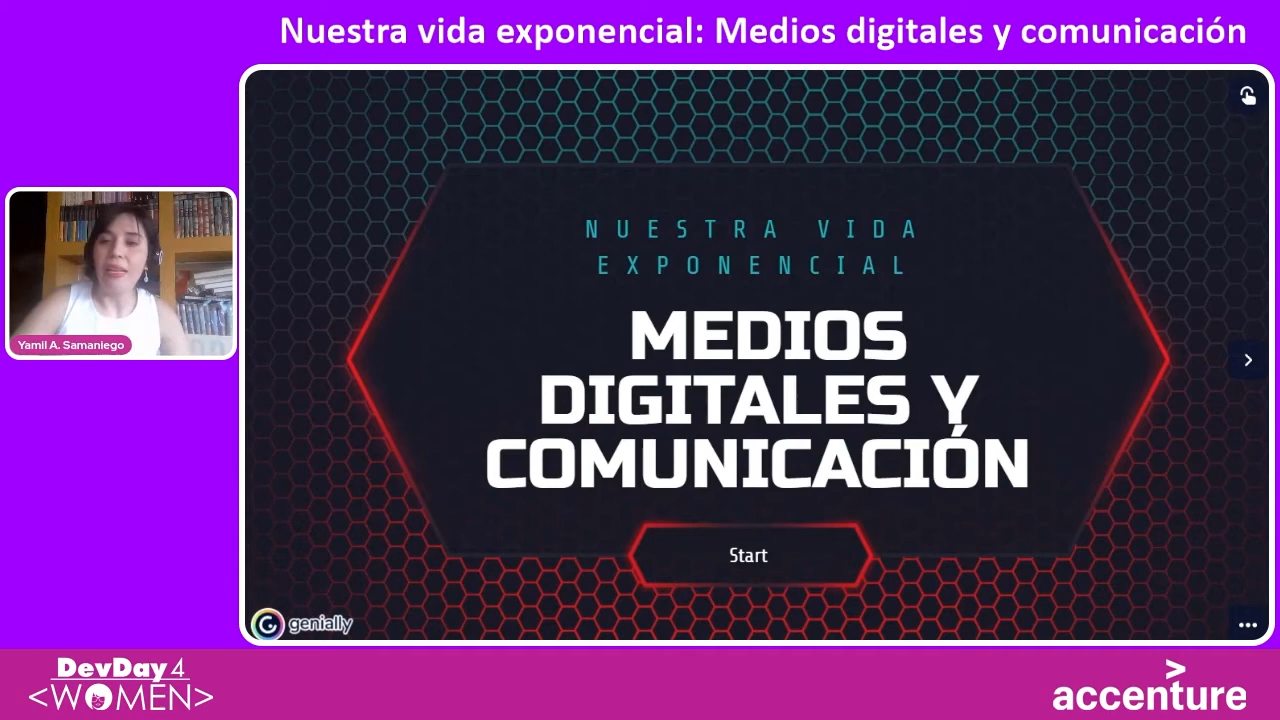 Nuestra vida exponencial: Medios digitales y comunicación
NUESTRA VIDA
EXPONENCIAL
MEDIOS
DIGITALES Y
COMUNICACIÓN
Start
Yamil A. Samaniego
genially
DevDay4
<WOMEN>
accenture